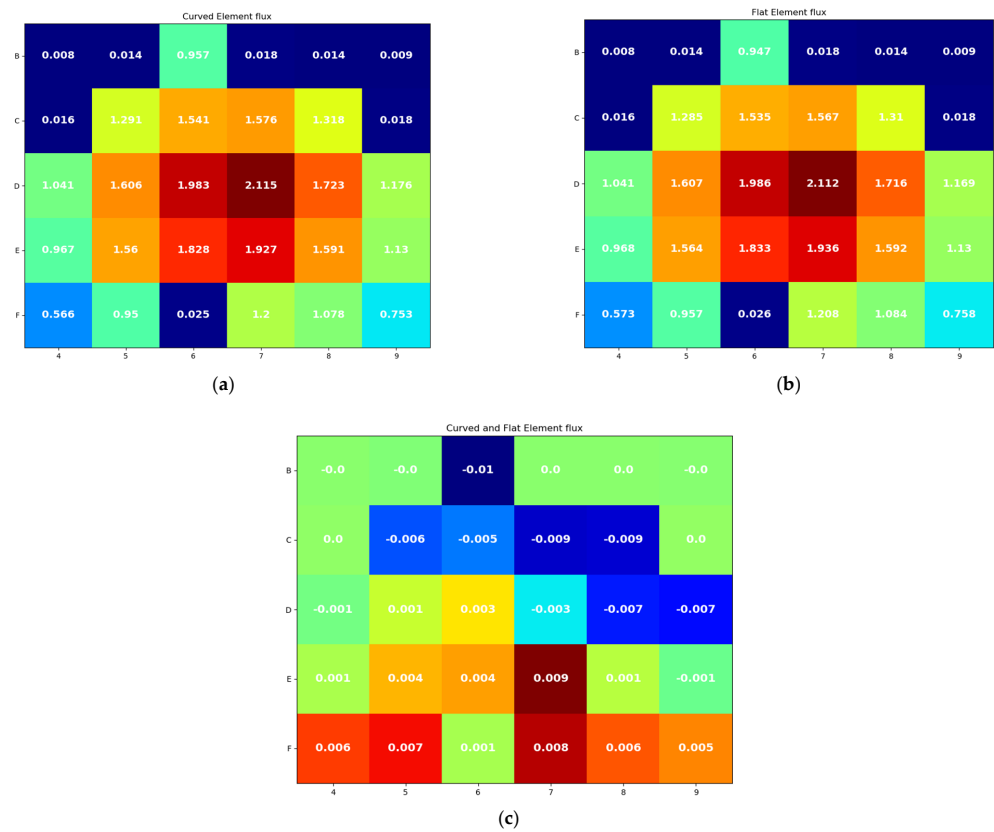 Curved Element flux
B 0.008 0.014 0.957 0.018 0.014 0.009
C 0.016 1.291 1.541 1.576 1.318 0.018
D 1.041 1.606 1.983 2.115 1.723 1.176
E 0.967 1.56 1.828 1.927 1.591 1.13
F 0.566 0.95 0.025 1.2 1.078 0.753
4 5 6 7 8 9
(a)
Flat Element flux
B 0.008 0.014 0.947 0.018 0.014 0.009
C 0.016 1.285 1.535 1.567 1.31 0.018
D 1.041 1.607 1.986 2.112 1.716 1.169
E 0.968 1.564 1.833 1.936 1.592 1.13
F 0.573 0.957 0.026 1.208 1.084 0.758
4 5 6 7 8 9
(b)
Curved and Flat Element flux
B -0.0 -0.0 -0.01 0.0 0.0 -0.0
C 0.0 -0.006 -0.005 -0.009 -0.009 0.0
D -0.001 0.001 0.003 -0.003 -0.007 -0.007
E 0.001 0.004 0.004 0.009 0.001 -0.001
F 0.006 0.007 0.001 0.008 0.006 0.005
4 5 6 7 8 9
(c)